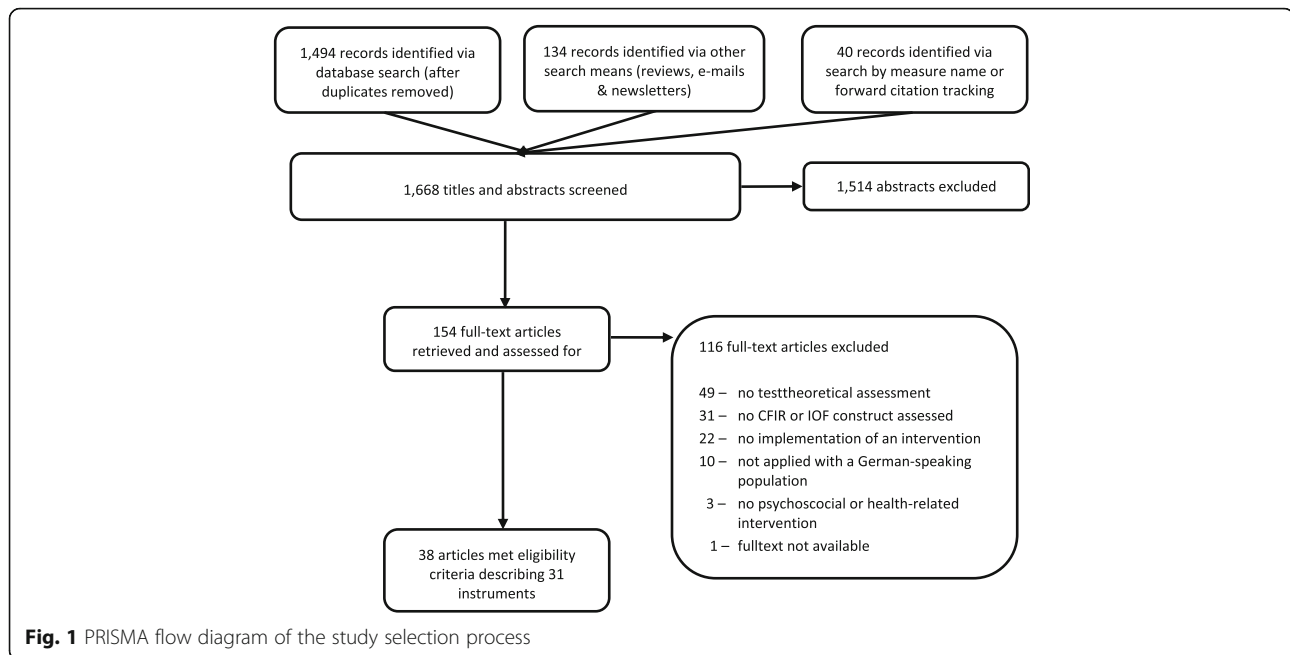 1,494 records identified via
database search (after
duplicates removed)
134 records identified via other
search means (reviews, e-mails
& newsletters)
40 records identified via
search by measure name or
forward citation tracking
1,668 titles and abstracts screened
1,514 abstracts excluded
154 full-text articles
retrieved and assessed for
116 full-text articles excluded
49 – no testtheoretical assessment
31 – no CFIR or IOF construct assessed
22 – no implementation of an intervention
10 – not applied with a German-speaking
population
3 – no psychoscocial or health-related
intervention
1 – fulltext not available
38 articles met eligibility
criteria describing 31
instruments
Fig. 1 PRISMA flow diagram of the study selection process